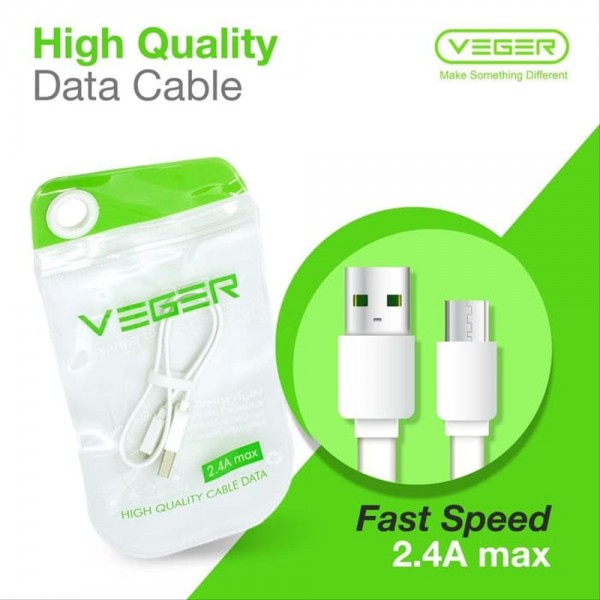 High Quality
Data Cable
VEGER
Make Something Different
VEGER
2.4A max
HIGH QUALITY CABLE DATA
Fast Speed
2.4A max